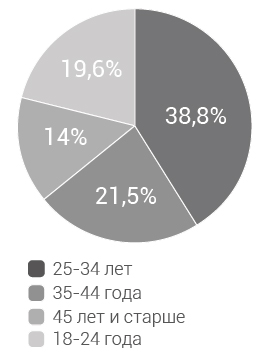 19,6%
38,8%
14%
21,5%
25-34 лет
35-44 года
45 лет и старше
18-24 года